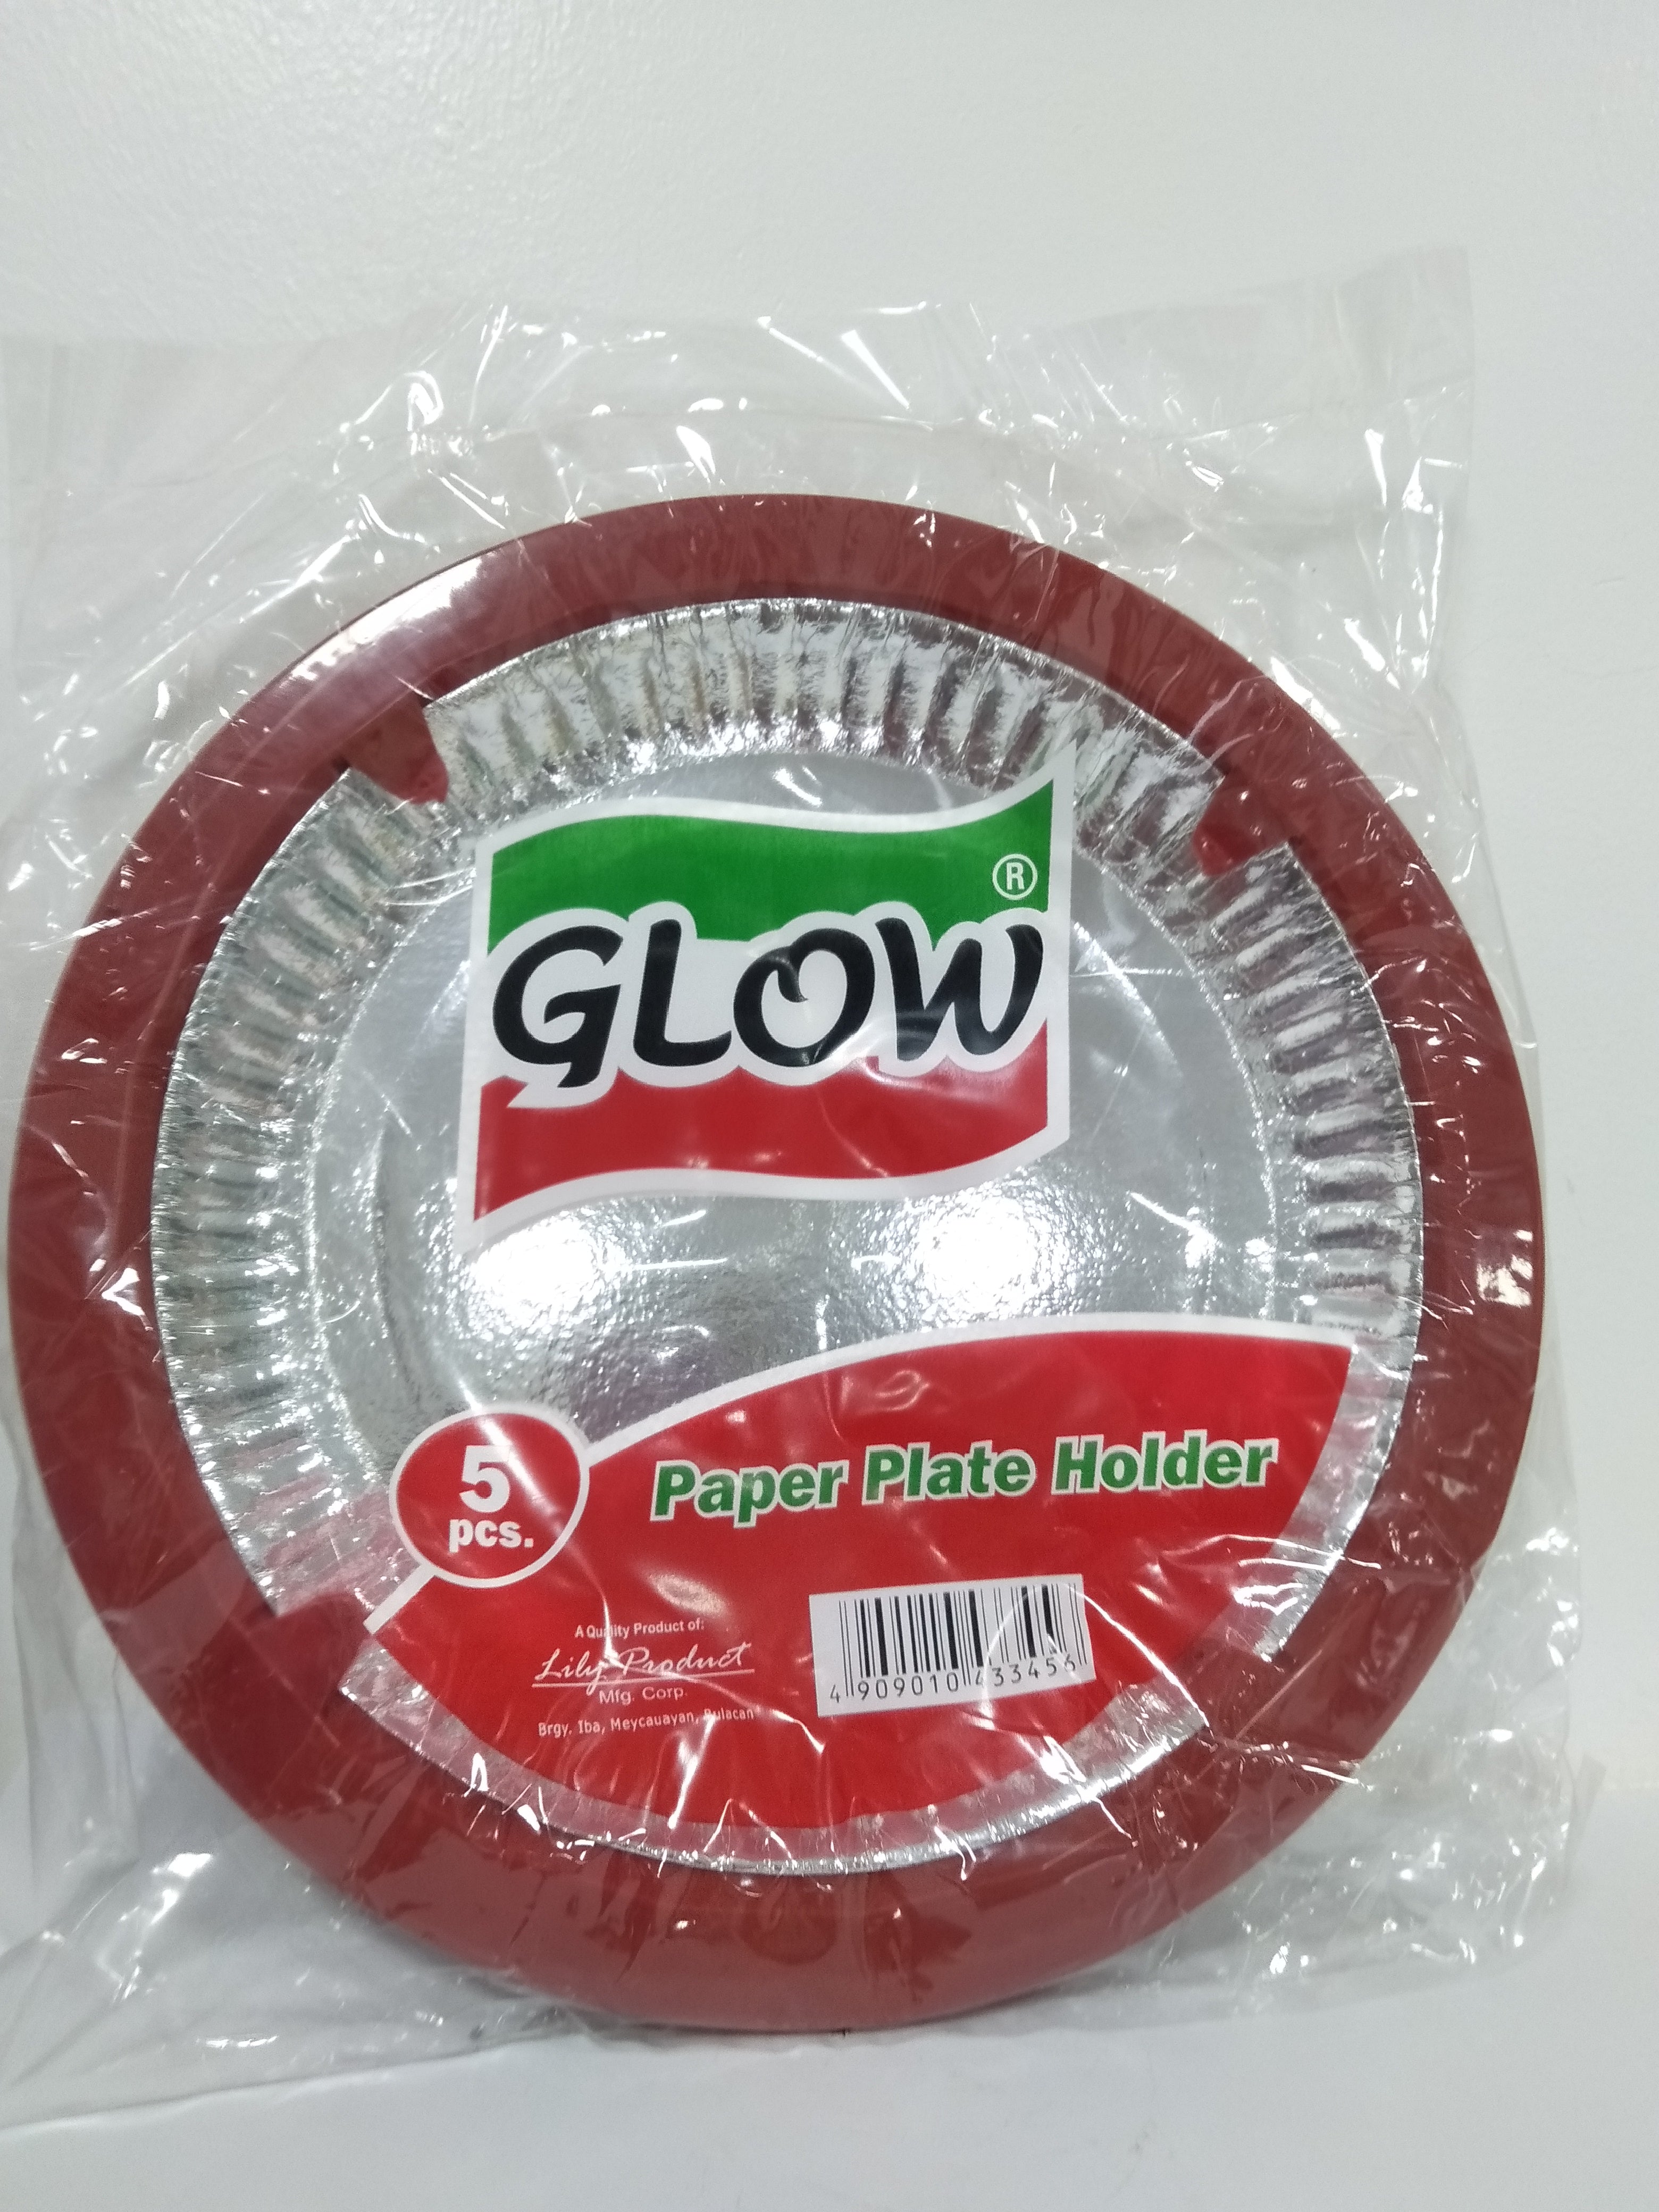 GLOW®
5
pcs.
Paper Plate Holder
A Quality Product of:
Lily Product
Mfg. Corp.
Brgy. Iba, Meycauayan, Bulacan
4 909010 433456